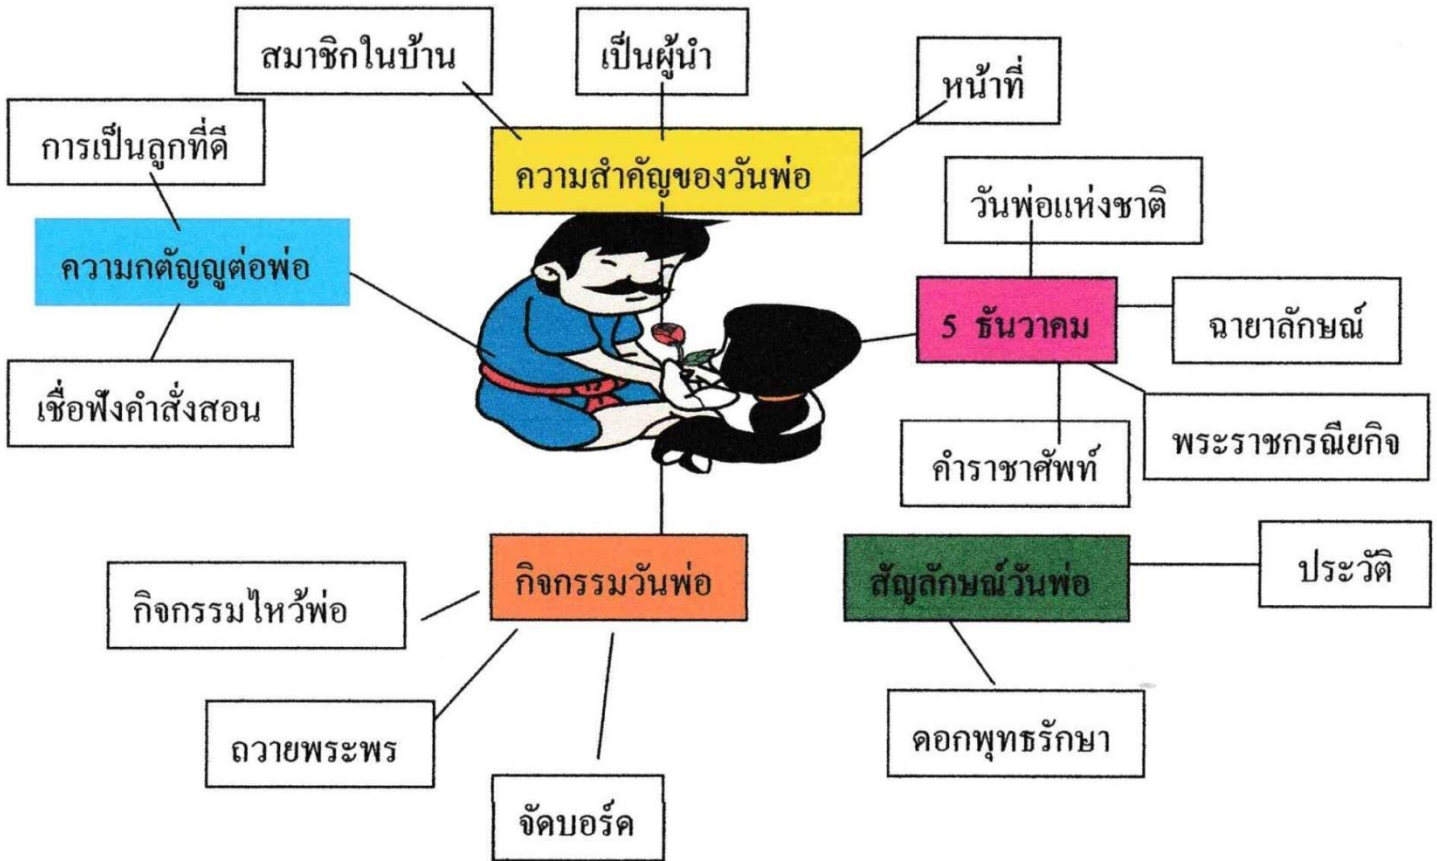 สมาชิกในบ้าน
เป็นผู้นำ
หน้าที่
การเป็นลูกที่ดี
ความสำคัญของวันพ่อ
วันพ่อแห่งชาติ
ความกตัญญูต่อพ่อ
5 ธันวาคม
ฉายาลักษณ์
เชื่อฟังคำสั่งสอน
พระราชกรณียกิจ
คำราชาศัพท์
กิจกรรมวันพ่อ
สัญลักษณ์วันพ่อ
ประวัติ
กิจกรรมไหว้พ่อ
ถวายพระพร
ดอกพุทธรักษา
จัดบอร์ด